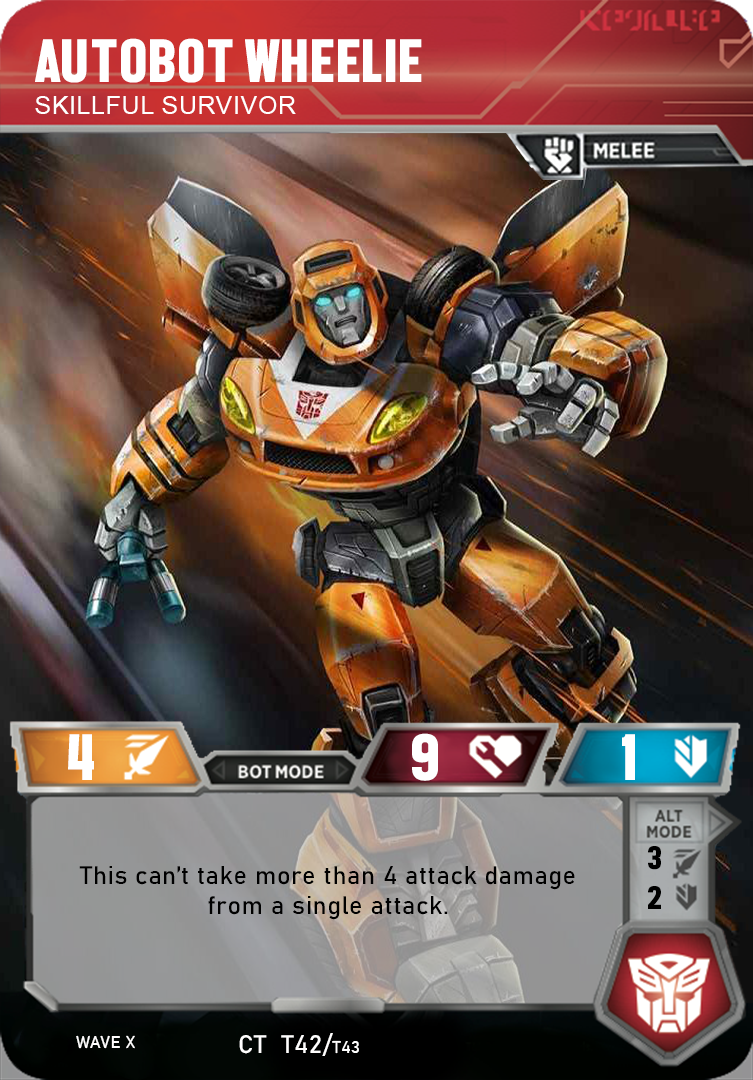 AUTOBOT WHEELIE
SKILLFUL SURVIVOR
MELEE
4
BOT MODE
9
1
This can't take more than 4 attack damage
from a single attack.
ALT
MODE
3
2
WAVE X
CT T42/T43